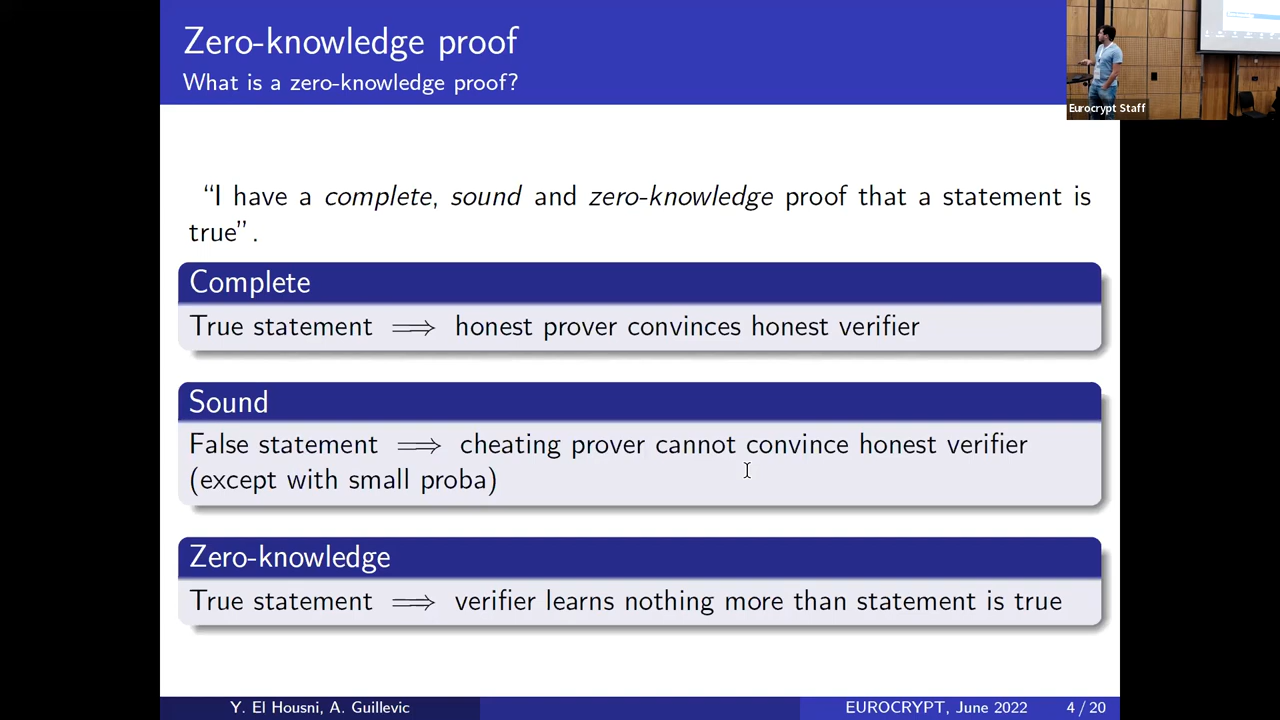 Zero-knowledge proof
What is a zero-knowledge proof?
Eurocrypt Staff
“I have a complete, sound and zero-knowledge proof that a statement is
true”.
Complete
True statement ⟹ honest prover convinces honest verifier
Sound
False statement ⟹ cheating prover cannot convince honest verifier
(except with small proba)
Zero-knowledge
True statement ⟹ verifier learns nothing more than statement is true
Y. El Housni, A. Guillevic
EUROCRYPT, June 2022
4 / 20